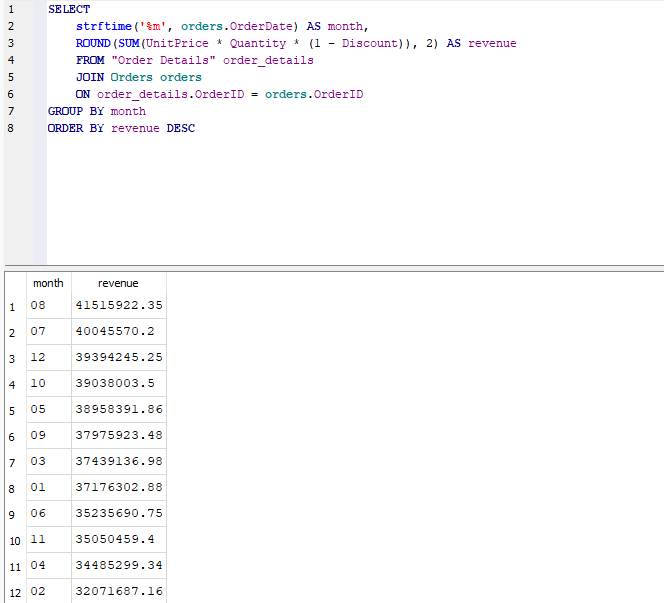 1 SELECT
2 strftime('%m', orders.OrderDate) AS month,
3 ROUND(SUM(UnitPrice * Quantity * (1 - Discount)), 2) AS revenue
4 FROM "Order Details" order_details
5 JOIN Orders orders
6 ON order_details.OrderID = orders.OrderID
7 GROUP BY month
8 ORDER BY revenue DESC
month revenue
1 08 41515922.35
2 07 40045570.2
3 12 39394245.25
4 10 39038003.5
5 05 38958391.86
6 09 37975923.48
7 03 37439136.98
8 01 37176302.88
9 06 35235690.75
10 11 35050459.4
11 04 34485299.34
12 02 32071687.16